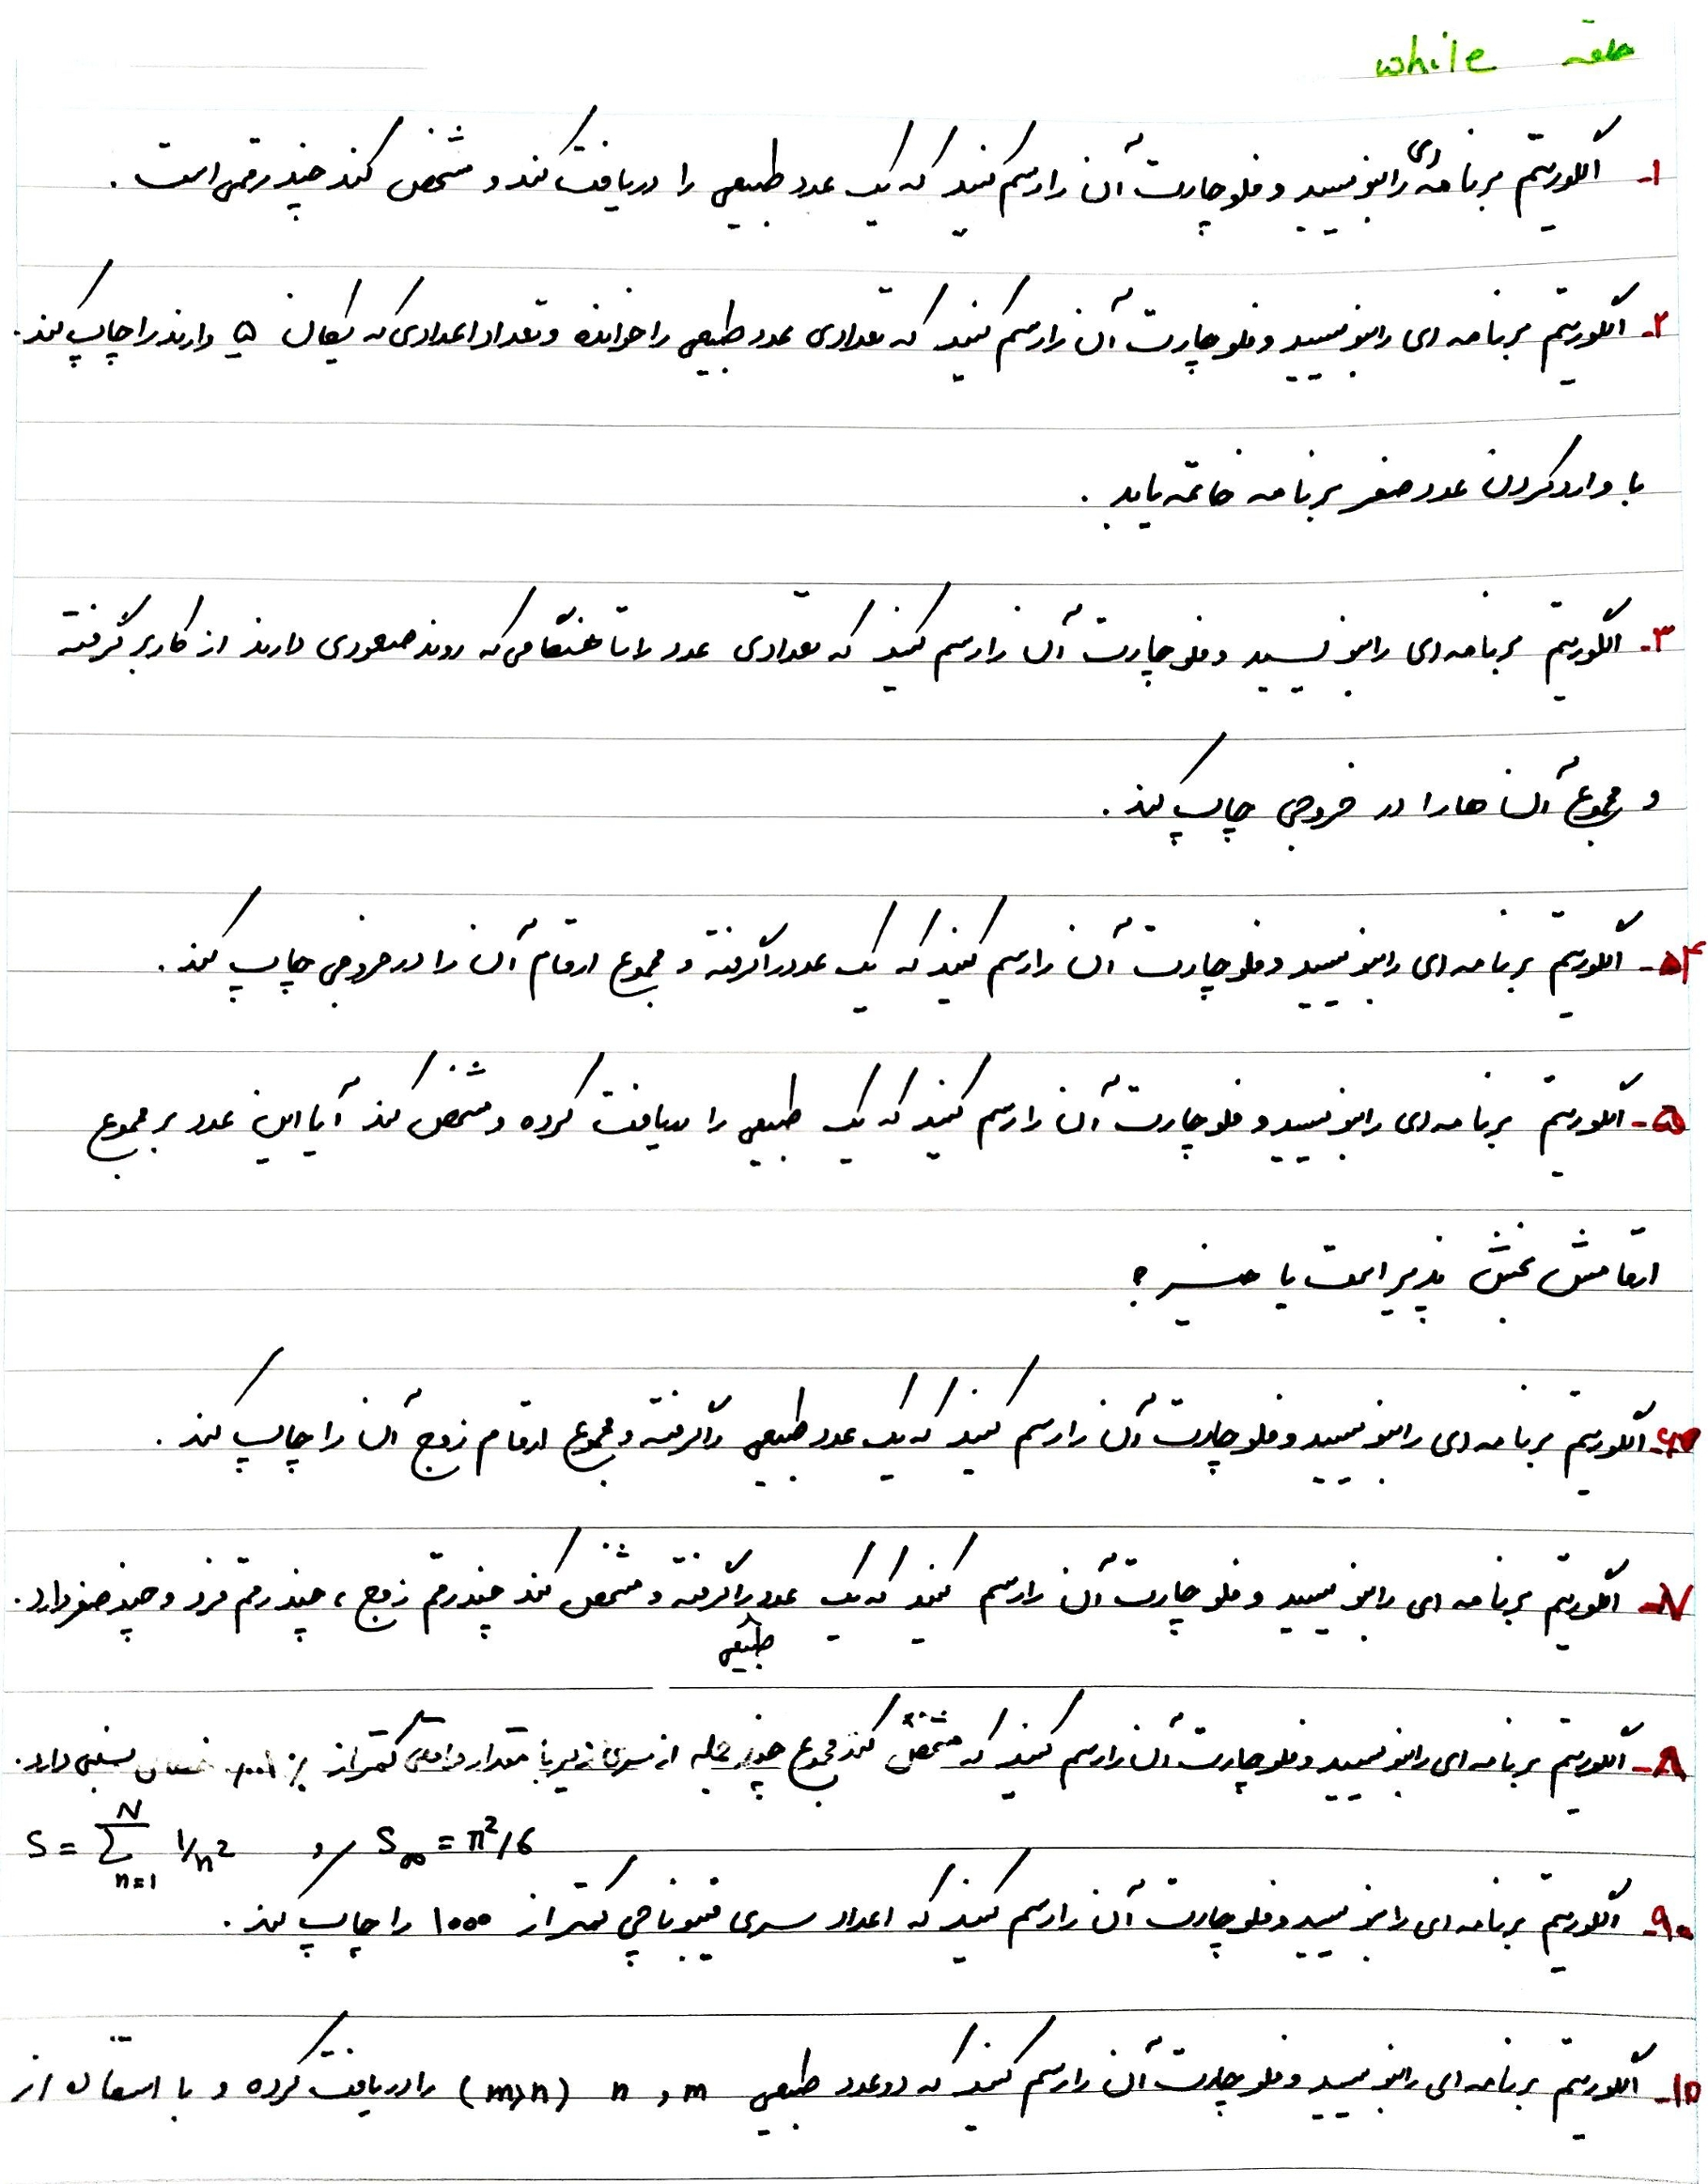 حلقه while
۱- الگوریتم برنامه‌ای را بنویسید و فلوچارت آن را رسم کنید که یک عدد طبیعی را دریافت کند و مشخص کند چند رقمی است.
۲- الگوریتم برنامه‌ای را بنویسید و فلوچارت آن را رسم کنید که تعدادی عدد طبیعی را خوانده و تعداد اعدادی که یکان ۵ دارند را چاپ کند.
با وارد کردن عدد صفر برنامه خاتمه یابد.
۳- الگوریتم برنامه‌ای را بنویسید و فلوچارت آن را رسم کنید که تعدادی عدد را تا هنگامی که روند صعودی دارند از کاربر گرفته
و مجموع آن‌ها را در خروجی چاپ کند.
۴- الگوریتم برنامه‌ای را بنویسید و فلوچارت آن را رسم کنید که یک عدد را گرفته و مجموع ارقام آن را در خروجی چاپ کند.
۵- الگوریتم برنامه‌ای را بنویسید و فلوچارت آن را رسم کنید که یک طبیعی را دریافت کرده و مشخص کند آیا این عدد بر مجموع
ارقامش بخش پذیر است یا خیر؟
۶- الگوریتم برنامه‌ای را بنویسید و فلوچارت آن را رسم کنید که یک عدد طبیعی را گرفته و مجموع ارقام زوج آن را چاپ کند.
۷- الگوریتم برنامه‌ای را بنویسید و فلوچارت آن را رسم کنید که یک عدد طبیعی را گرفته و مشخص کند چند رقم زوج، چند رقم فرد و چند صفر دارد.
۸- الگوریتم برنامه‌ای را بنویسید و فلوچارت آن را رسم کنید که مشخص کند مجموع چند جمله از سری زیر با مقدار واقعی کمتر از نسبی دارد.
S = ∑_{n=1}^{N} 1/n² و S∞ = π²/6
۹- الگوریتم برنامه‌ای را بنویسید و فلوچارت آن را رسم کنید که اعداد سری فیبوناچی کمتر از ۱۰۰۰ را چاپ کند.
۱۰- الگوریتم برنامه‌ای را بنویسید و فلوچارت آن را رسم کنید که دو عدد طبیعی m و n (m>n) را دریافت کرده و با استفاده از